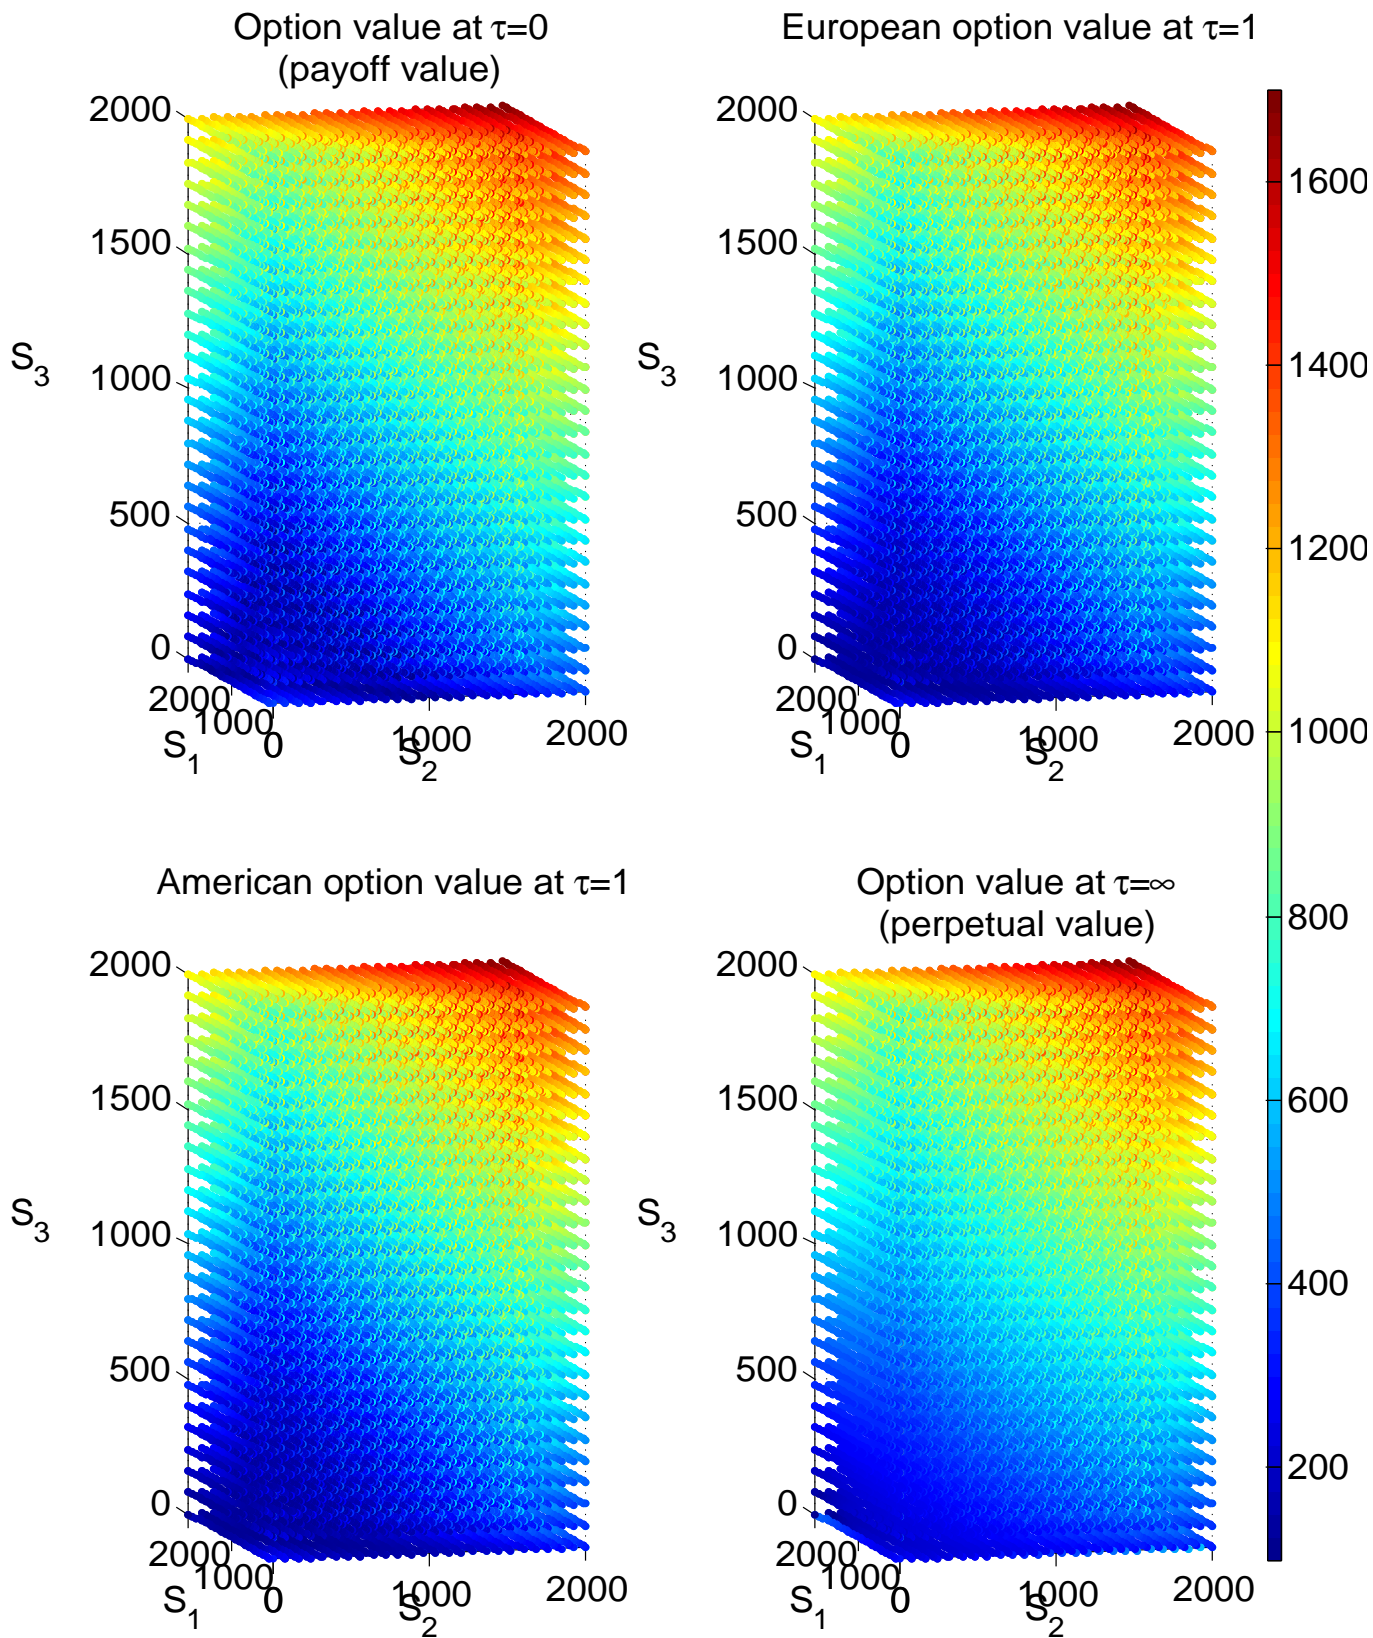 Option value at τ=0
(payoff value)
2000
1500
S3
1000
500
0
2000
1000
0
S1
S2
1000
2000
European option value at τ=1
2000
1500
S3
1000
500
0
2000
1000
0
S1
S2
1000
2000
1600
1400
1200
1000
800
600
400
200
American option value at τ=1
2000
1500
S3
1000
500
0
2000
1000
0
S1
S2
1000
2000
Option value at τ=∞
(perpetual value)
2000
1500
S3
1000
500
0
2000
1000
0
S1
S2
1000
2000